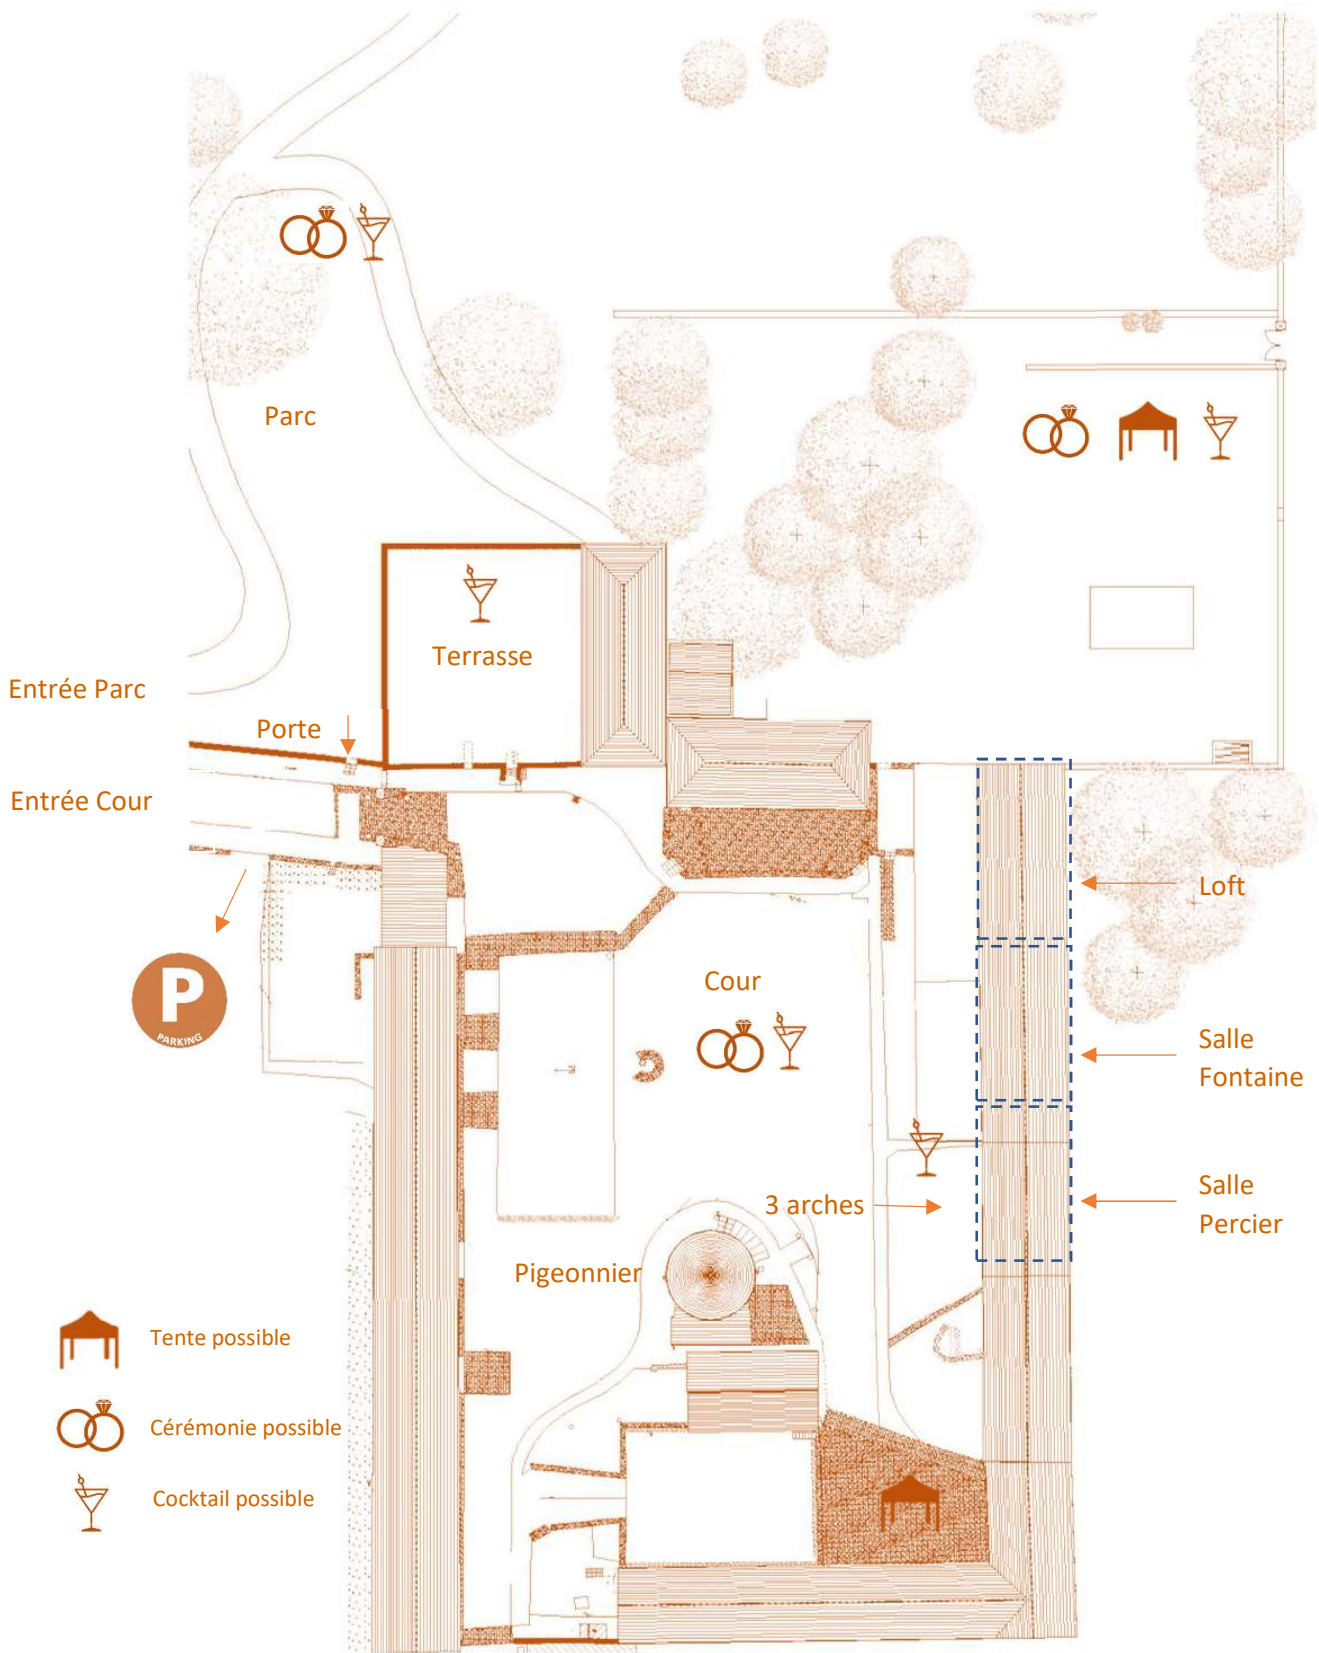 Parc
Terrasse
Entrée Parc
Porte
Entrée Cour
Loft
P
PARKING
Cour
Salle
Fontaine
3 arches
Salle
Percier
Pigeonnier
Tente possible
Cérémonie possible
Cocktail possible